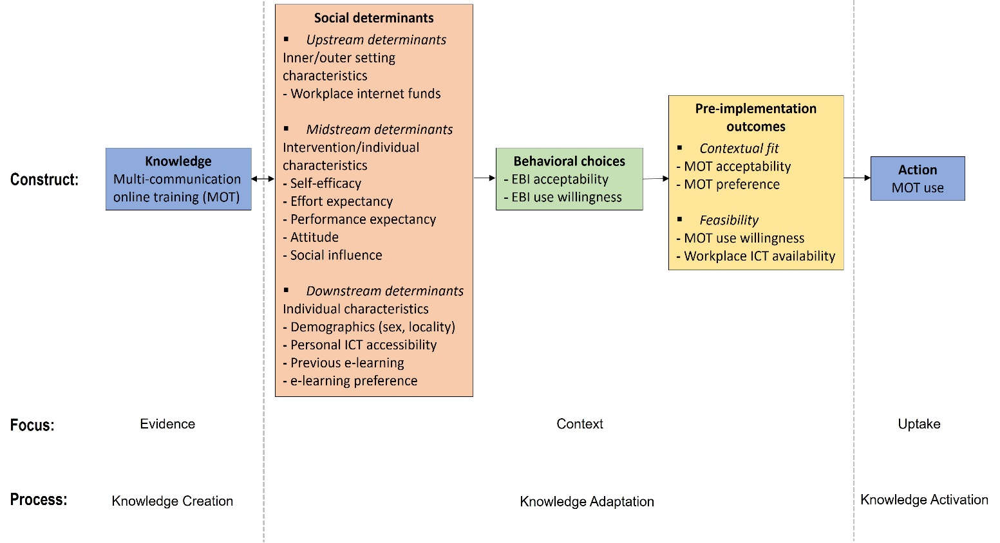 Construct:
Knowledge
Multi-communication
online training (MOT)
Social determinants
▪ Upstream determinants
Inner/outer setting
characteristics
- Workplace internet funds
▪ Midstream determinants
Intervention/individual
characteristics
- Self-efficacy
- Effort expectancy
- Performance expectancy
- Attitude
- Social influence
▪ Downstream determinants
Individual characteristics
- Demographics (sex, locality)
- Personal ICT accessibility
- Previous e-learning
- e-learning preference
Behavioral choices
- EBI acceptability
- EBI use willingness
Pre-implementation
outcomes
▪ Contextual fit
- MOT acceptability
- MOT preference
▪ Feasibility
- MOT use willingness
- Workplace ICT availability
Action
MOT use
Focus:
Evidence
Context
Uptake
Process:
Knowledge Creation
Knowledge Adaptation
Knowledge Activation